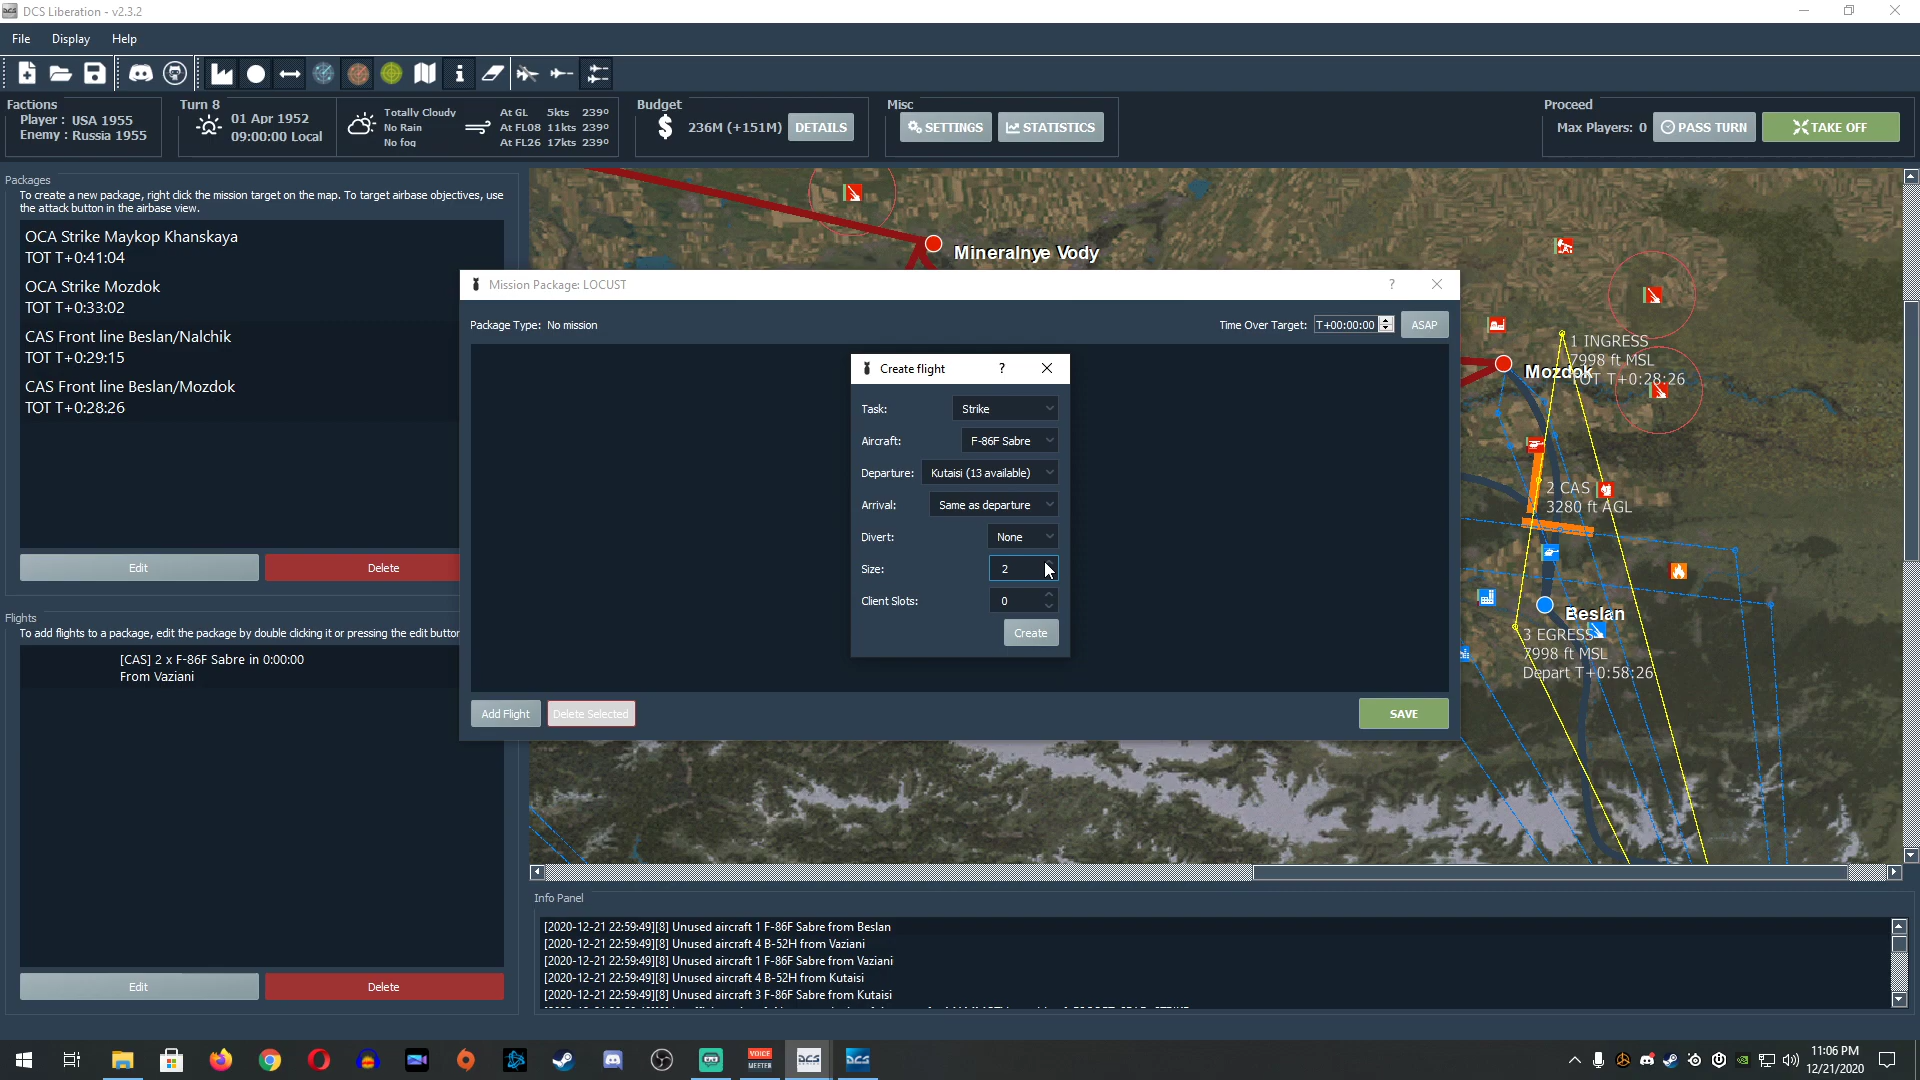 DCS Liberation - v2.3.2
File Display Help
Factions
Player : USA 1955
Enemy : Russia 1955
Turn 8
01 Apr 1952
09:00:00 Local
Totally Cloudy
No Rain
No fog
At GL 5kts 239º
At FL08 11kts 239º
At FL26 17kts 239º
Budget
$ 236M (+151M) DETAILS
Misc
SETTINGS STATISTICS
Proceed
Max Players: 0 PASS TURN TAKE OFF
Packages
To create a new package, right click the mission target on the map. To target airbase objectives, use
the attack button in the airbase view.
OCA Strike Maykop Khanskaya
TOT T+0:41:04
OCA Strike Mozdok
TOT T+0:33:02
CAS Front line Beslan/Nalchik
TOT T+0:29:15
CAS Front line Beslan/Mozdok
TOT T+0:28:26
Edit Delete
Flights
To add flights to a package, edit the package by double clicking it or pressing the edit button
[CAS] 2 x F-86F Sabre in 0:00:00
From Vaziani
Edit Delete
Mineralnye Vody
Mission Package: LOCUST
?
Package Type: No mission
Time Over Target: T+00:00:00 ASAP
Create flight
?
Task: Strike
Aircraft: F-86F Sabre
Departure: Kutaisi (13 available)
Arrival: Same as departure
Divert: None
Size: 2
Client Slots: 0
Create
Add Flight Delete Selected
SAVE
1 INGRESS
7998 ft MSL
TOT T+0:28:26
Mozdok
2 CAS
3280 ft AGL
Beslan
3 EGRESS
7998 ft MSL
Depart T+0:58:26
Info Panel
[2020-12-21 22:59:49][8] Unused aircraft 1 F-86F Sabre from Beslan
[2020-12-21 22:59:49][8] Unused aircraft 4 B-52H from Vaziani
[2020-12-21 22:59:49][8] Unused aircraft 1 F-86F Sabre from Vaziani
[2020-12-21 22:59:49][8] Unused aircraft 4 B-52H from Kutaisi
[2020-12-21 22:59:49][8] Unused aircraft 3 F-86F Sabre from Kutaisi
VOICE
MEETER
DCS
DCS
11:06 PM
12/21/2020